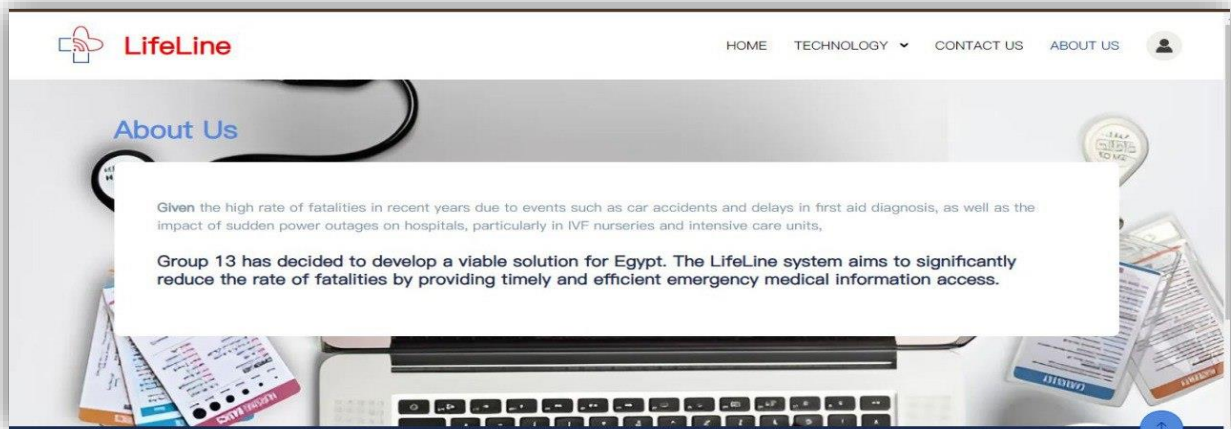 LifeLine
HOME TECHNOLOGY CONTACT US ABOUT US
About Us
Given the high rate of fatalities in recent years due to events such as car accidents and delays in first aid diagnosis, as well as the
impact of sudden power outages on hospitals, particularly in IVF nurseries and intensive care units,
Group 13 has decided to develop a viable solution for Egypt. The LifeLine system aims to significantly
reduce the rate of fatalities by providing timely and efficient emergency medical information access.